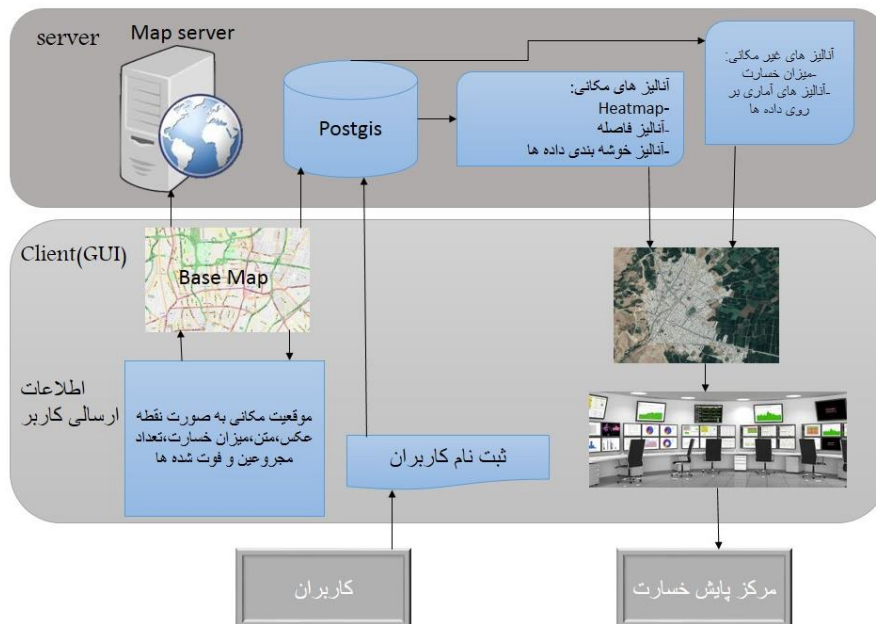 server
Map server
Postgis
آنالیز های مکانی:
-Heatmap
-آنالیز فاصله
-آنالیز خوشه بندی داده ها
آنالیز های غیر مکانی:
-میزان خسارت
-آنالیز های آماری بر
روی داده ها
Client(GUI)
Base Map
اطلاعات
ارسالی کاربر
موقعیت مکانی به صورت نقطه
عکس،متن،میزان خسارت،تعداد
مجروعین و فوت شده ها
ثبت نام کاربران
کاربران
مرکز پایش خسارت